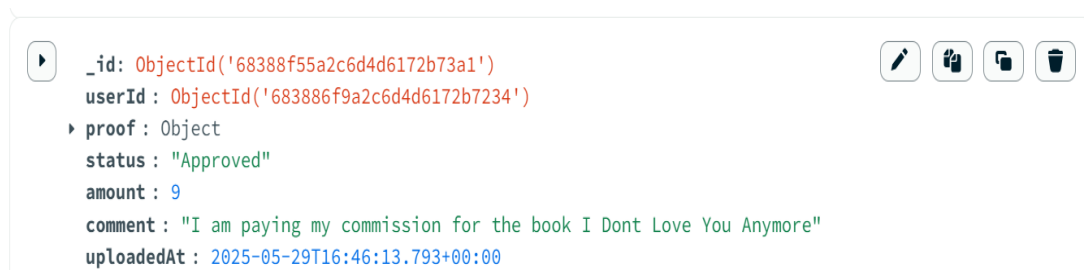 _id: ObjectId('68388f55a2c6d4d6172b73a1')
userId : ObjectId('683886f9a2c6d4d6172b7234')
proof : Object
status : "Approved"
amount : 9
comment : "I am paying my commission for the book I Dont Love You Anymore"
uploadedAt : 2025-05-29T16:46:13.793+00:00